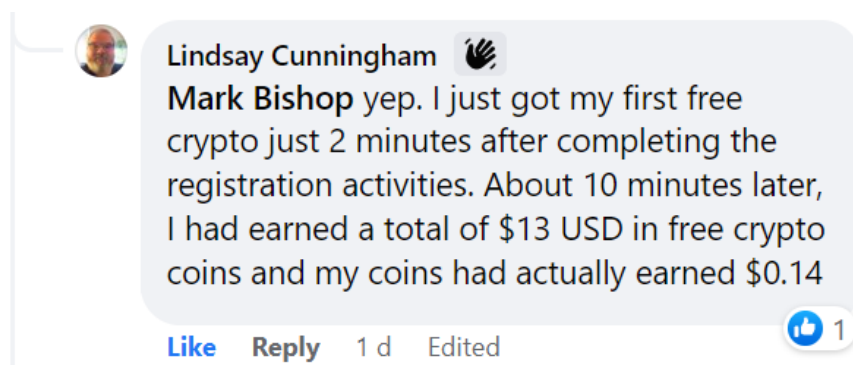 Lindsay Cunningham
Mark Bishop yep. I just got my first free
crypto just 2 minutes after completing the
registration activities. About 10 minutes later,
I had earned a total of $13 USD in free crypto
coins and my coins had actually earned $0.14
1
Like Reply 1 d Edited